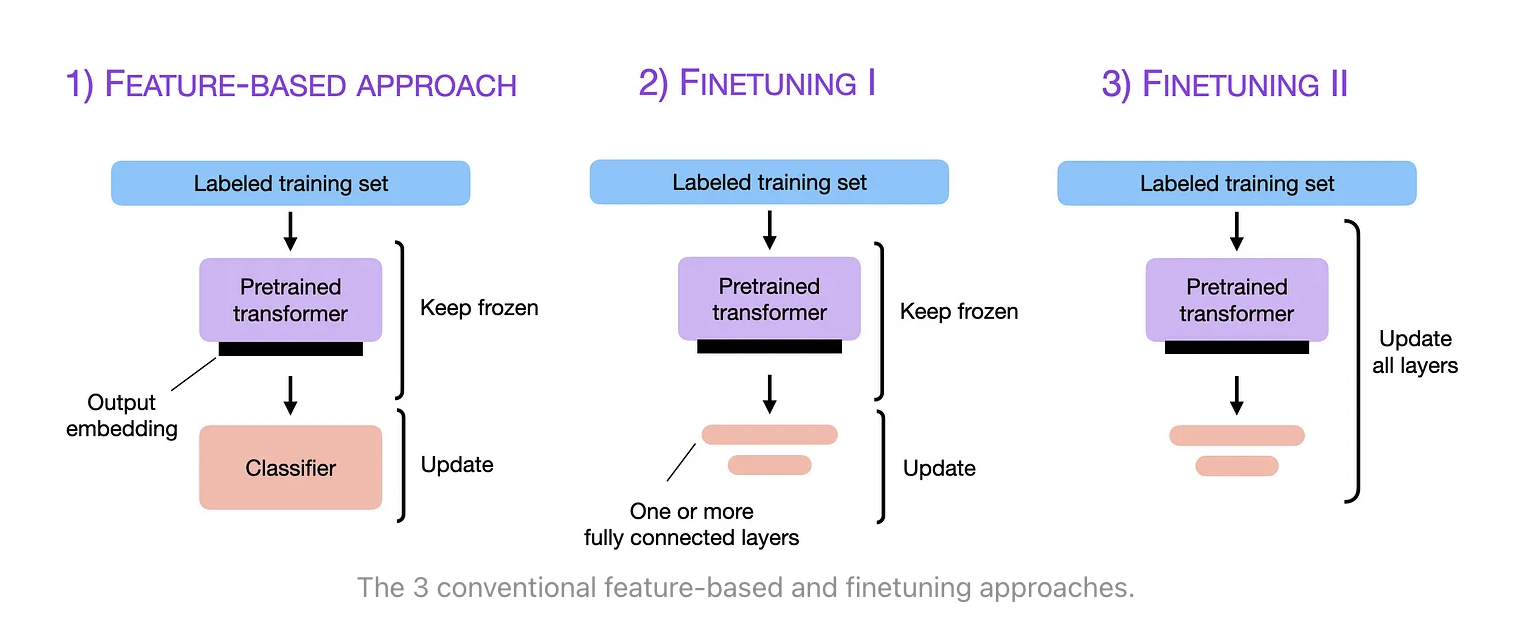 1) FEATURE-BASED APPROACH
Labeled training set
Pretrained
transformer
Keep frozen
Output
embedding
Classifier
Update
2) FINETUNING I
Labeled training set
Pretrained
transformer
Keep frozen
Update
One or more
fully connected layers
3) FINETUNING II
Labeled training set
Pretrained
transformer
Update
all layers
The 3 conventional feature-based and finetuning approaches.